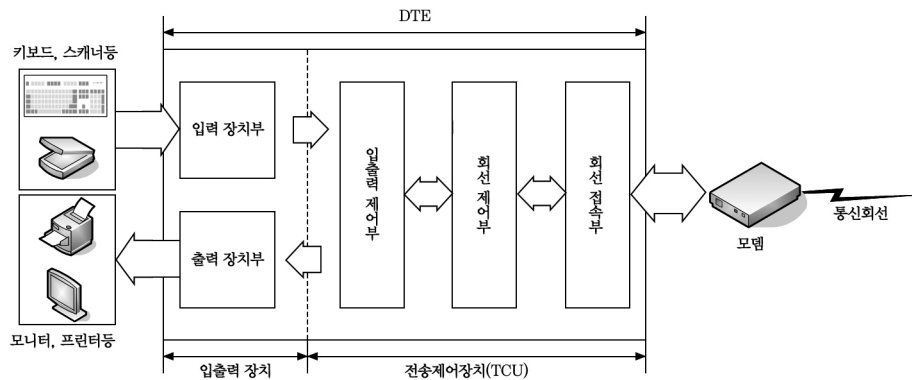 DTE
키보드, 스캐너등
입력 장치부
출력 장치부
입출력 제어부
회선 제어부
회선 접속부
모뎀
통신회선
모니터, 프린터등
입출력 장치
전송제어장치(TCU)